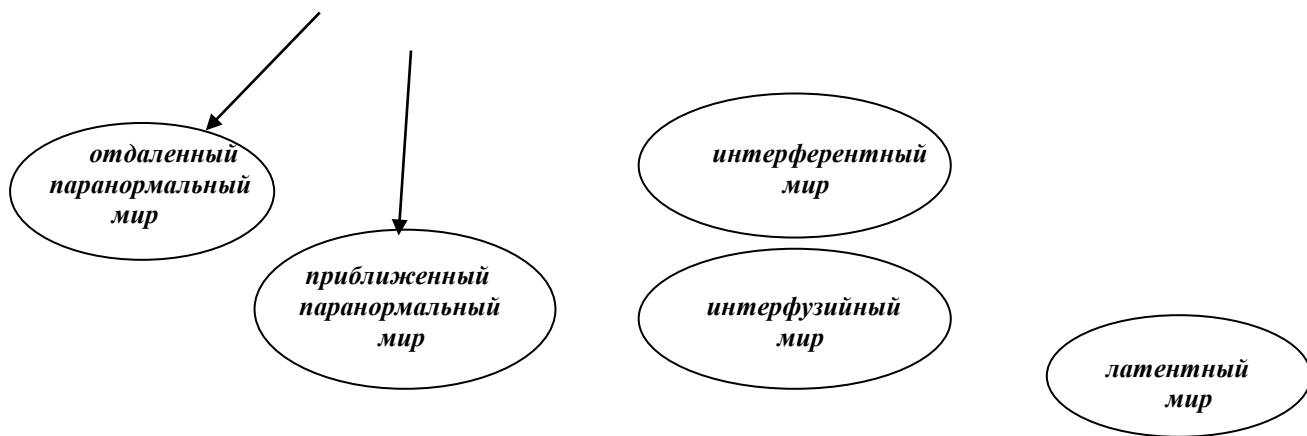 отдаленный
паранормальный
мир
приближенный
паранормальный
мир
интерферентный
мир
интерфузийный
мир
латентный
мир